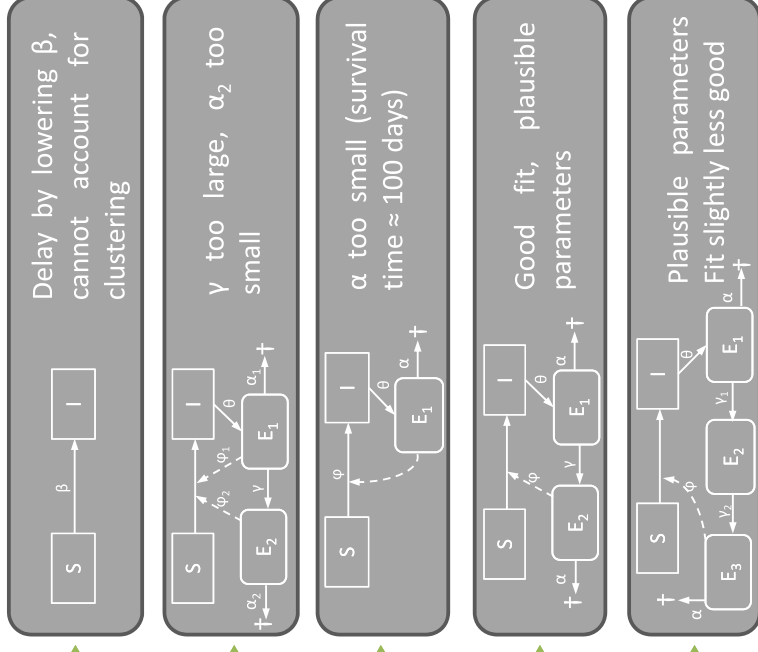 Delay by lowering β,
cannot account for
clustering
S
β
I
γ too large, α₂ too
small
S
I
φ₁
φ₂
θ
E₁
α₁
†
γ
E₂
α₂
†
α too small (survival
time ≈ 100 days)
S
I
φ
θ
E₁
α
†
Good fit, plausible
parameters
S
I
φ
θ
E₁
α
†
γ
E₂
α
†
Plausible parameters
Fit slightly less good
S
I
φ
θ
E₁
α
†
γ₁
E₂
γ₂
E₃
α
†